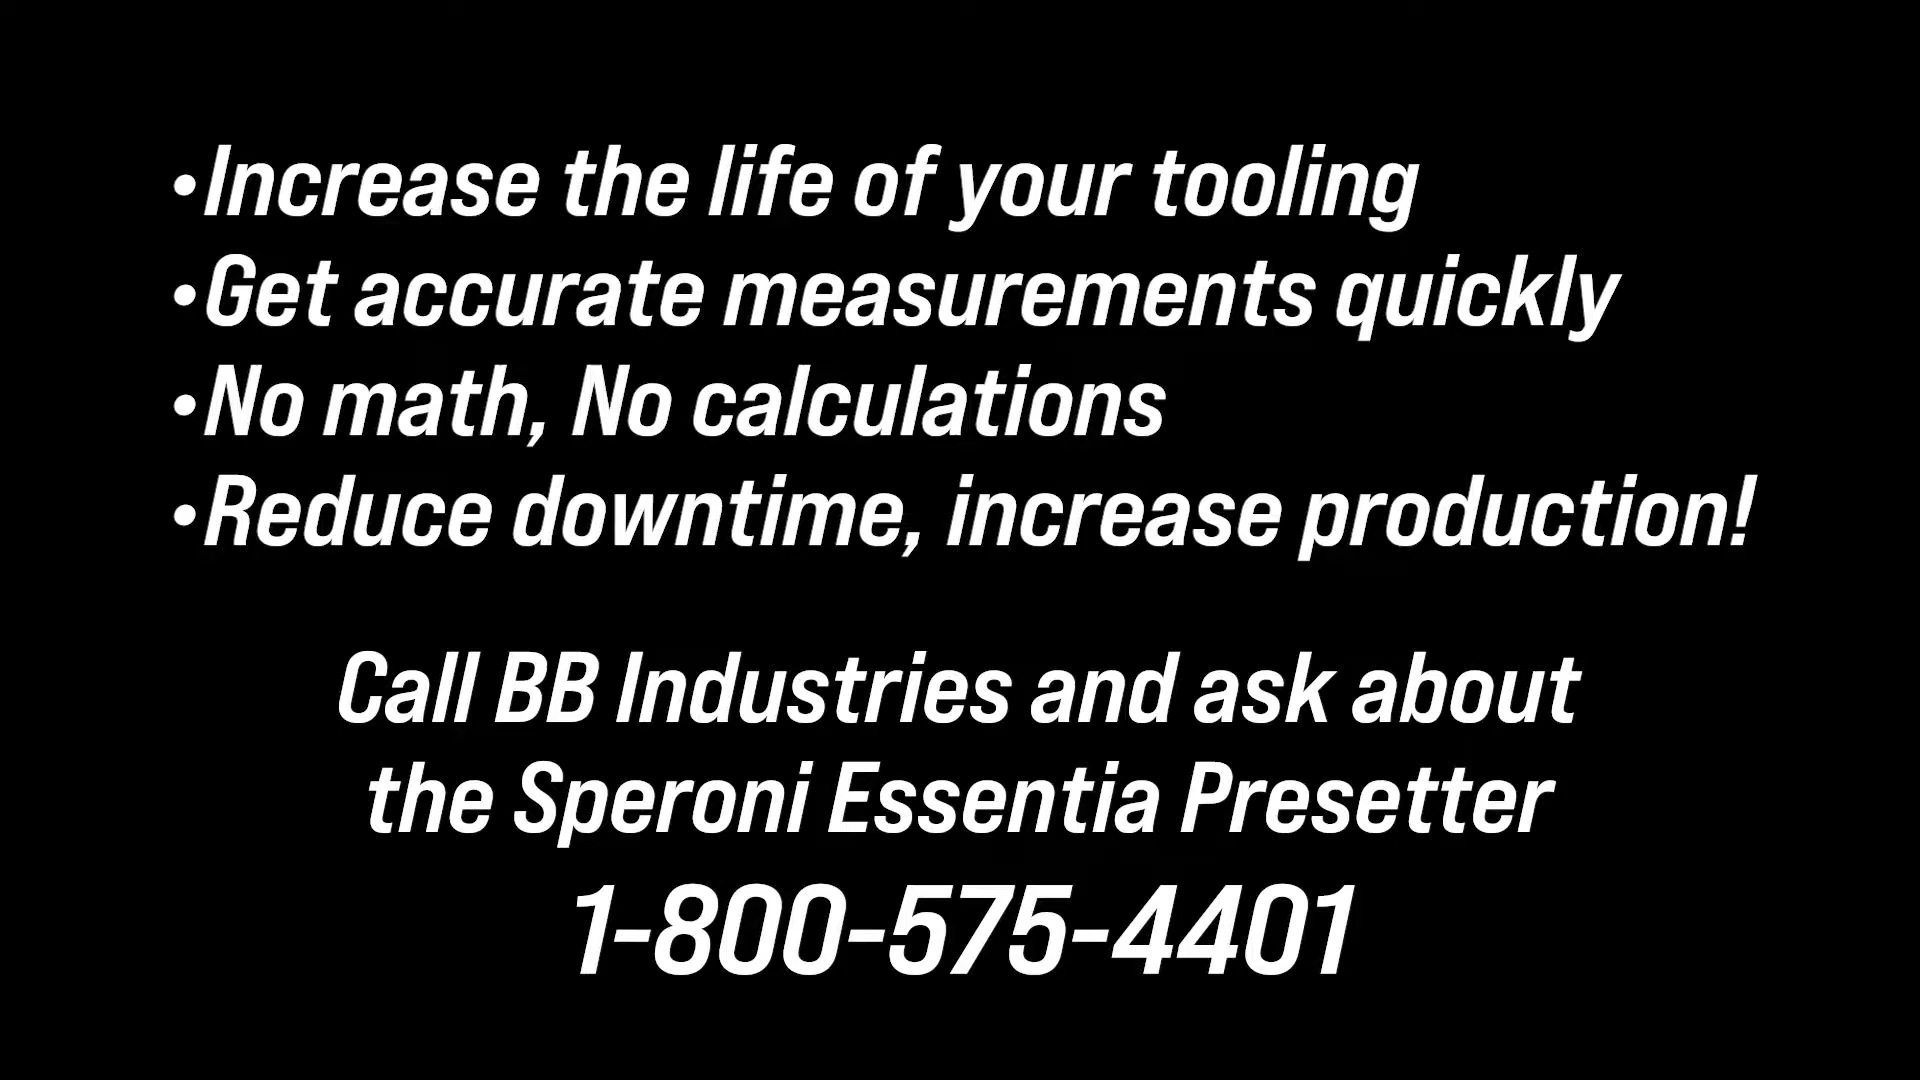 •Increase the life of your tooling
•Get accurate measurements quickly
•No math, No calculations
•Reduce downtime, increase production!
Call BB Industries and ask about
the Speroni Essentia Presetter
1-800-575-4401